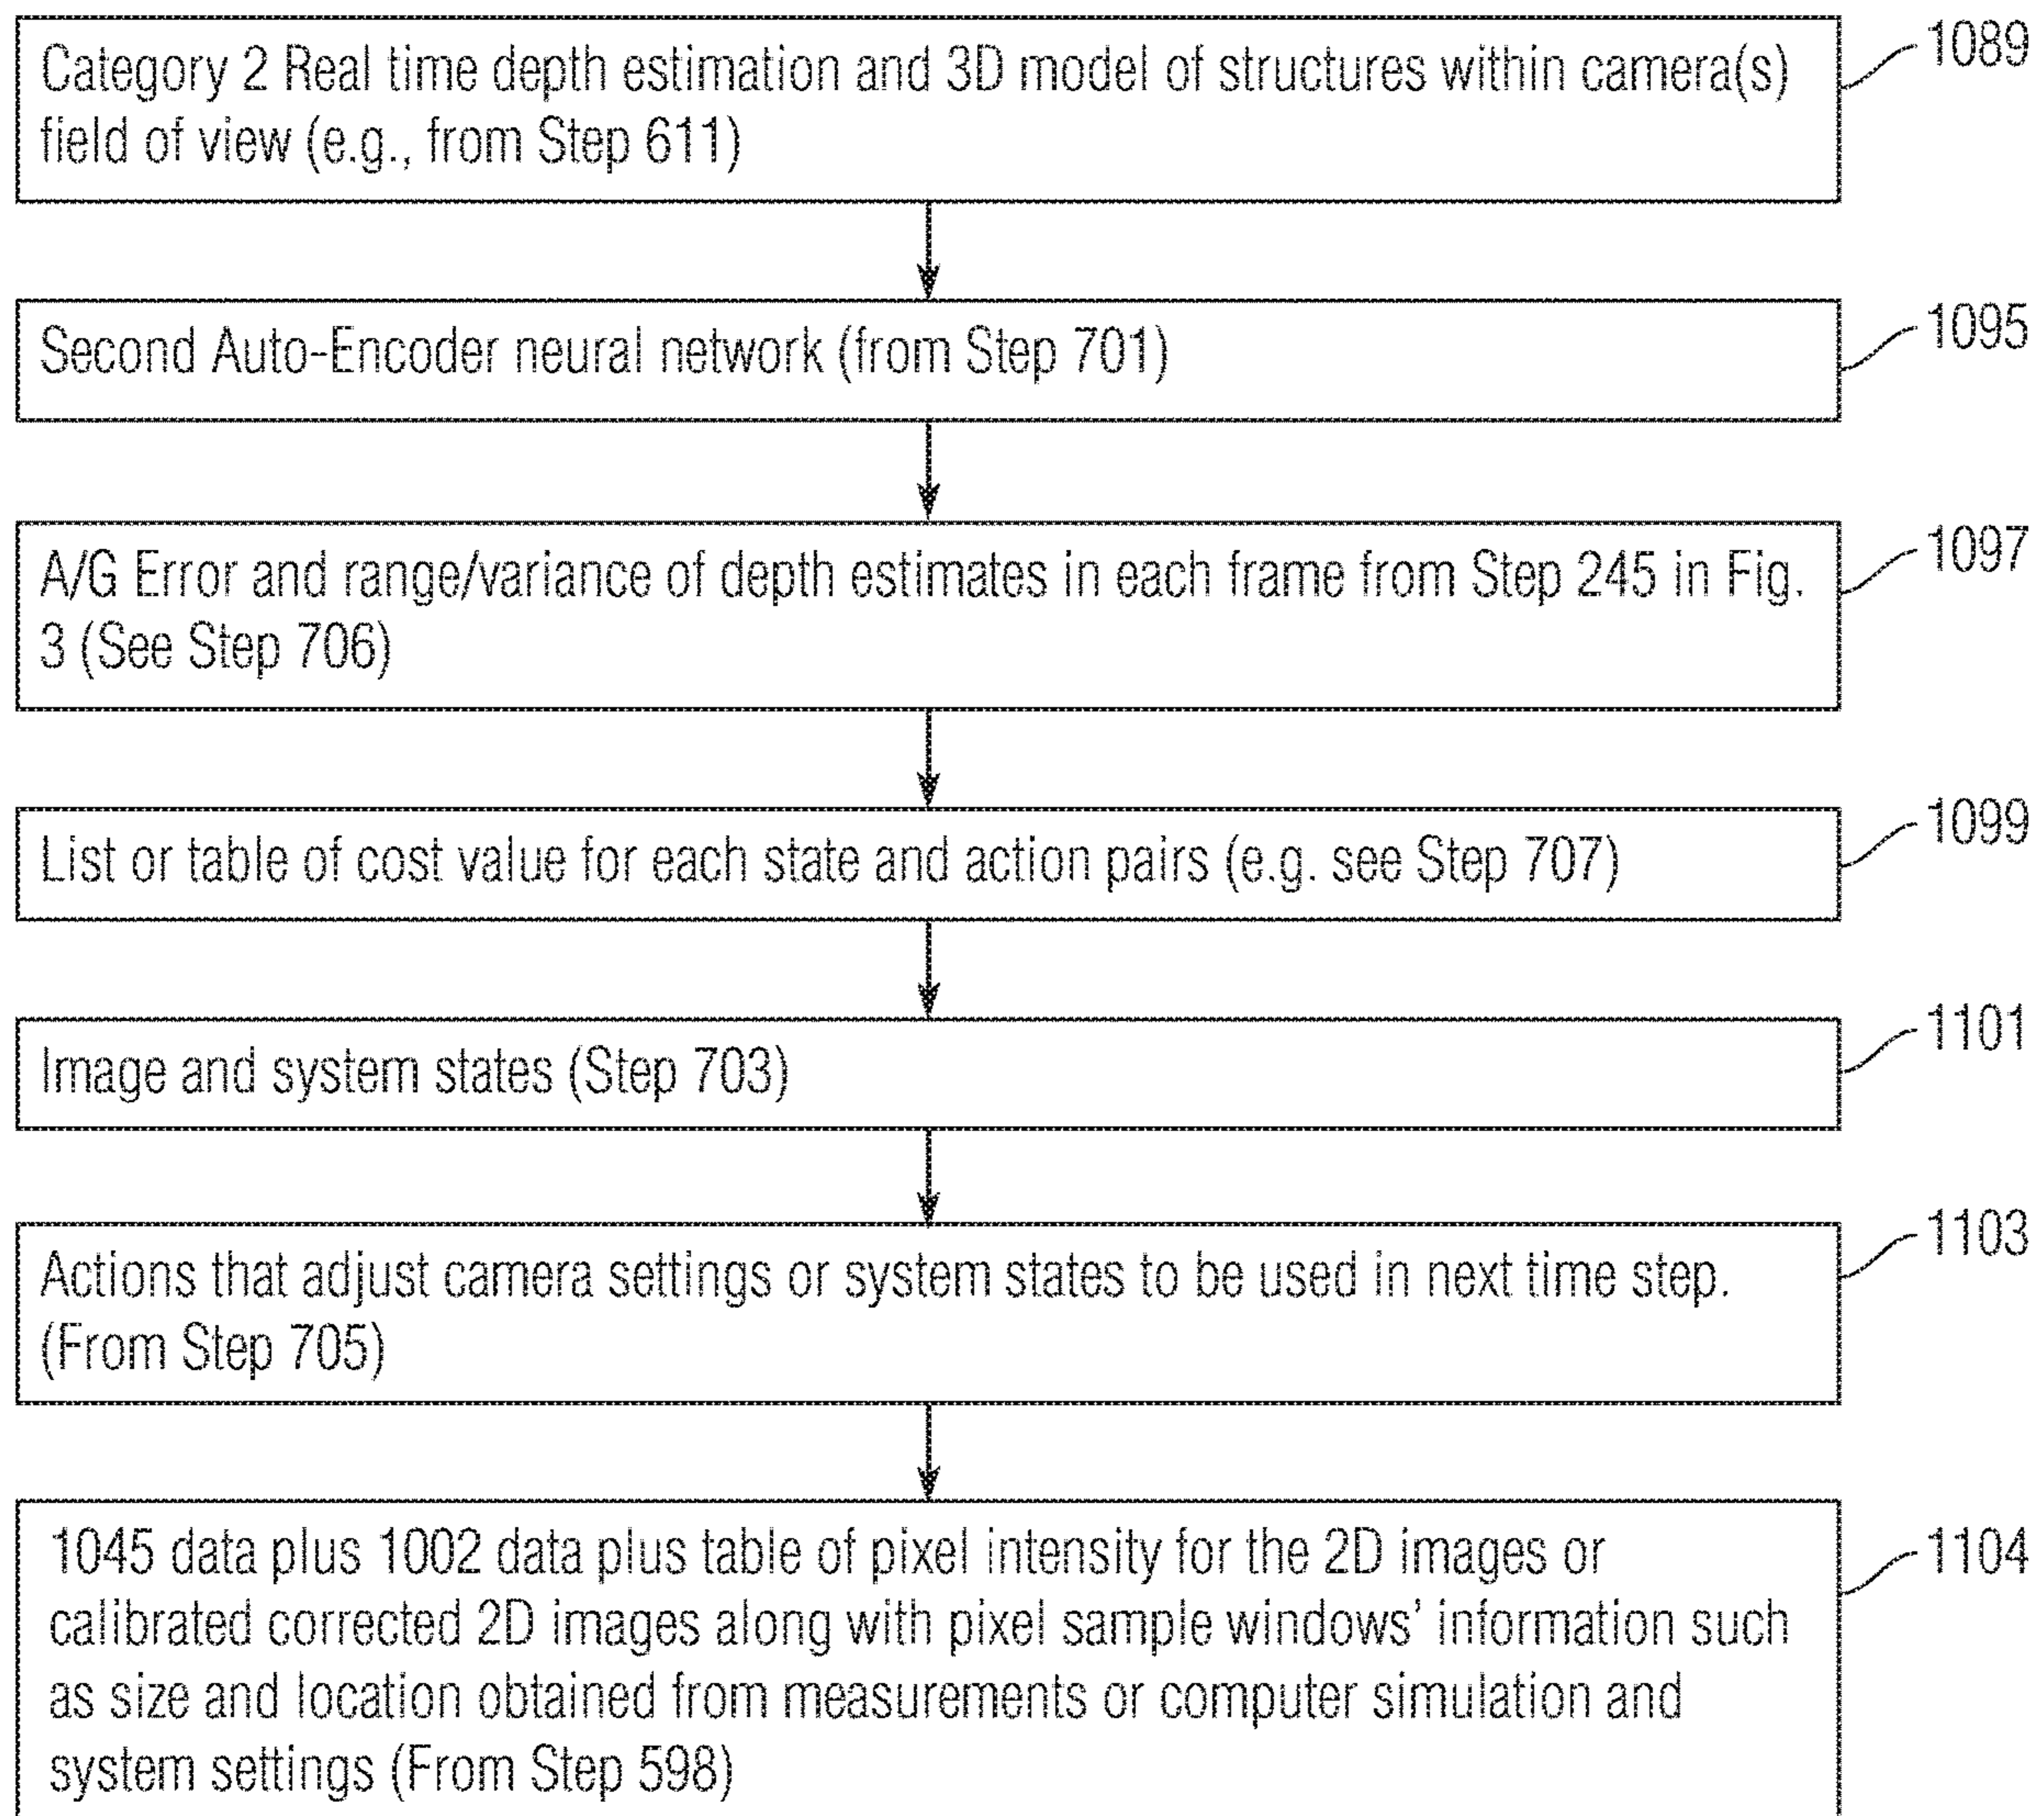 Category 2 Real time depth estimation and 3D model of structures within camera(s)
field of view (e.g., from Step 611)
1089
Second Auto-Encoder neural network (from Step 701)
1095
A/G Error and range/variance of depth estimates in each frame from Step 245 in Fig.
3 (See Step 706)
1097
List or table of cost value for each state and action pairs (e.g. see Step 707)
1099
Image and system states (Step 703)
1101
Actions that adjust camera settings or system states to be used in next time step.
(From Step 705)
1103
1045 data plus 1002 data plus table of pixel intensity for the 2D images or
calibrated corrected 2D images along with pixel sample windows' information such
as size and location obtained from measurements or computer simulation and
system settings (From Step 598)
1104